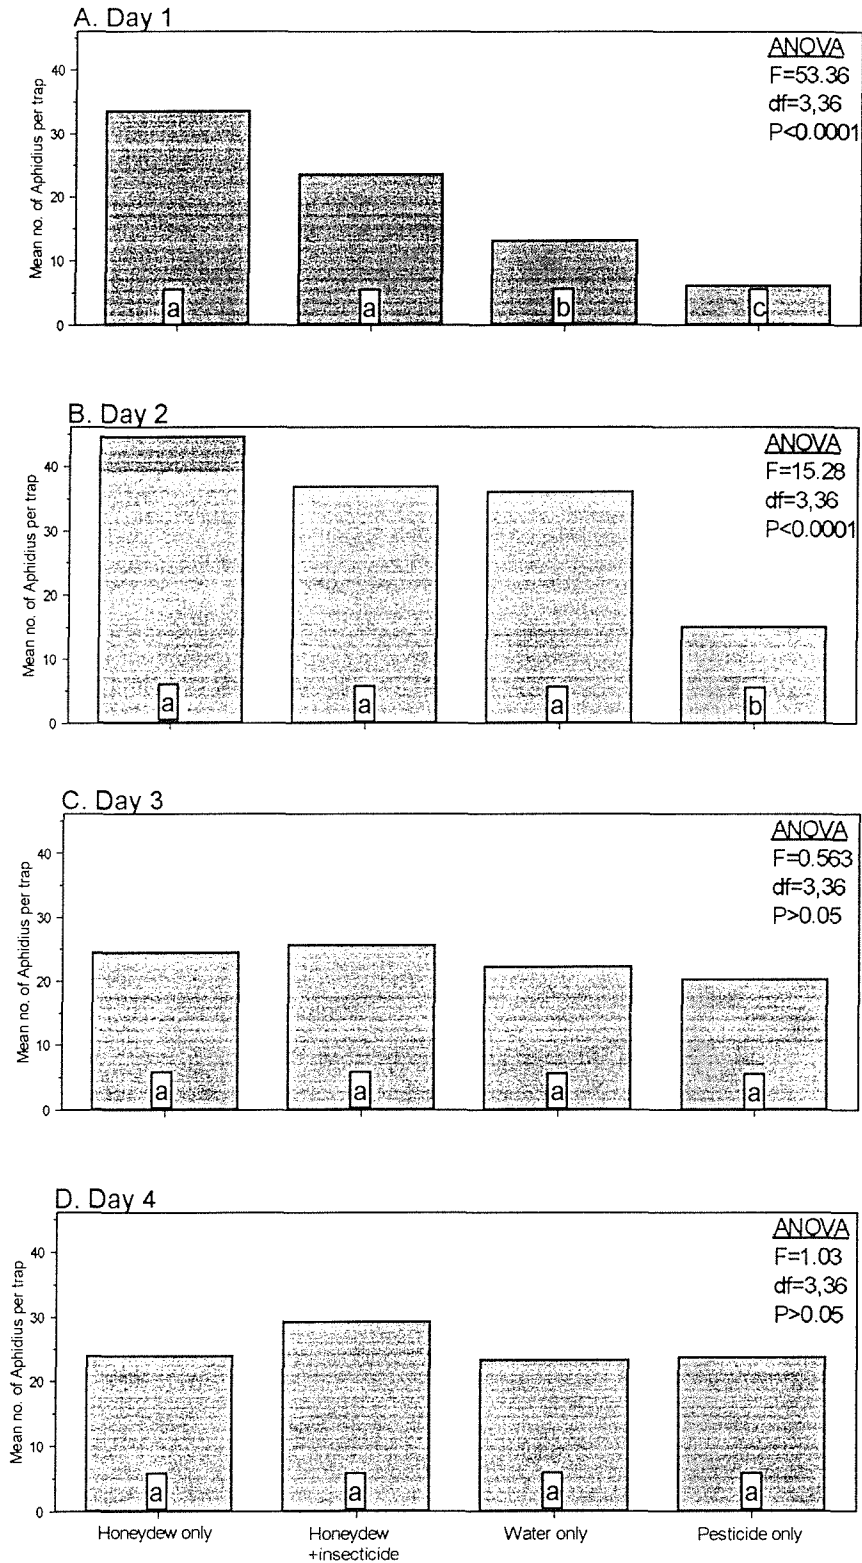 A. Day 1
ANOVA
F=53.36
df=3,36
P<0.0001
Mean no. of Aphidius per trap
40
30
20
10
0
a
a
b
c
B. Day 2
ANOVA
F=15.28
df=3,36
P<0.0001
Mean no. of Aphidius per trap
40
30
20
10
0
a
a
a
b
C. Day 3
ANOVA
F=0.563
df=3,36
P>0.05
Mean no. of Aphidius per trap
40
30
20
10
0
a
a
a
a
D. Day 4
ANOVA
F=1.03
df=3,36
P>0.05
Mean no. of Aphidius per trap
40
30
20
10
0
a
a
a
a
Honeydew only
Honeydew
+insecticide
Water only
Pesticide only